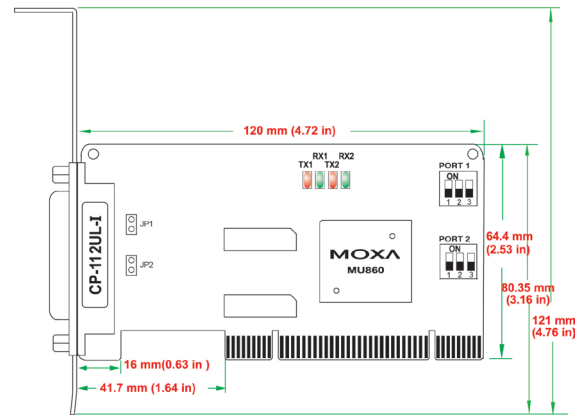 120 mm (4.72 in)
RX1 RX2
TX1 TX2
PORT 1
ON
1 2 3
JP1
JP2
CP-112UL-I
MOXA
MU860
PORT 2
ON
1 2 3
64.4 mm
(2.53 in)
80.35 mm
(3.16 in)
121 mm
(4.76 in)
16 mm(0.63 in )
41.7 mm (1.64 in)